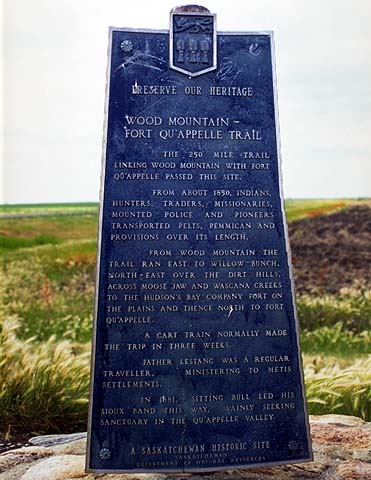 PRESERVE OUR HERITAGE
WOOD MOUNTAIN –
FORT QU'APPELLE TRAIL
THE 250 MILE TRAIL
LINKING WOOD MOUNTAIN WITH FORT
QU'APPELLE PASSED THIS SITE.
FROM ABOUT 1850, INDIANS,
HUNTERS, TRADERS, MISSIONARIES,
MOUNTED POLICE AND PIONEERS
TRANSPORTED PELTS, PEMMICAN AND
PROVISIONS OVER ITS LENGTH.
FROM WOOD MOUNTAIN THE
TRAIL RAN EAST TO WILLOW-BUNCH,
NORTH-EAST OVER THE DIRT HILLS,
ACROSS MOOSE JAW AND WASCANA CREEKS
TO THE HUDSON'S BAY COMPANY FORT ON
THE PLAINS AND THENCE NORTH TO FORT
QU'APPELLE.
A CART TRAIN NORMALLY MADE
THE TRIP IN THREE WEEKS.
FATHER LESTANC WAS A REGULAR
TRAVELLER, MINISTERING TO METIS
SETTLEMENTS.
IN 1881, SITTING BULL LED HIS
SIOUX BAND THIS WAY, VAINLY SEEKING
SANCTUARY IN THE QU'APPELLE VALLEY.
A SASKATCHEWAN HISTORIC SITE
SASKATCHEWAN
DEPARTMENT OF NATURAL RESOURCES